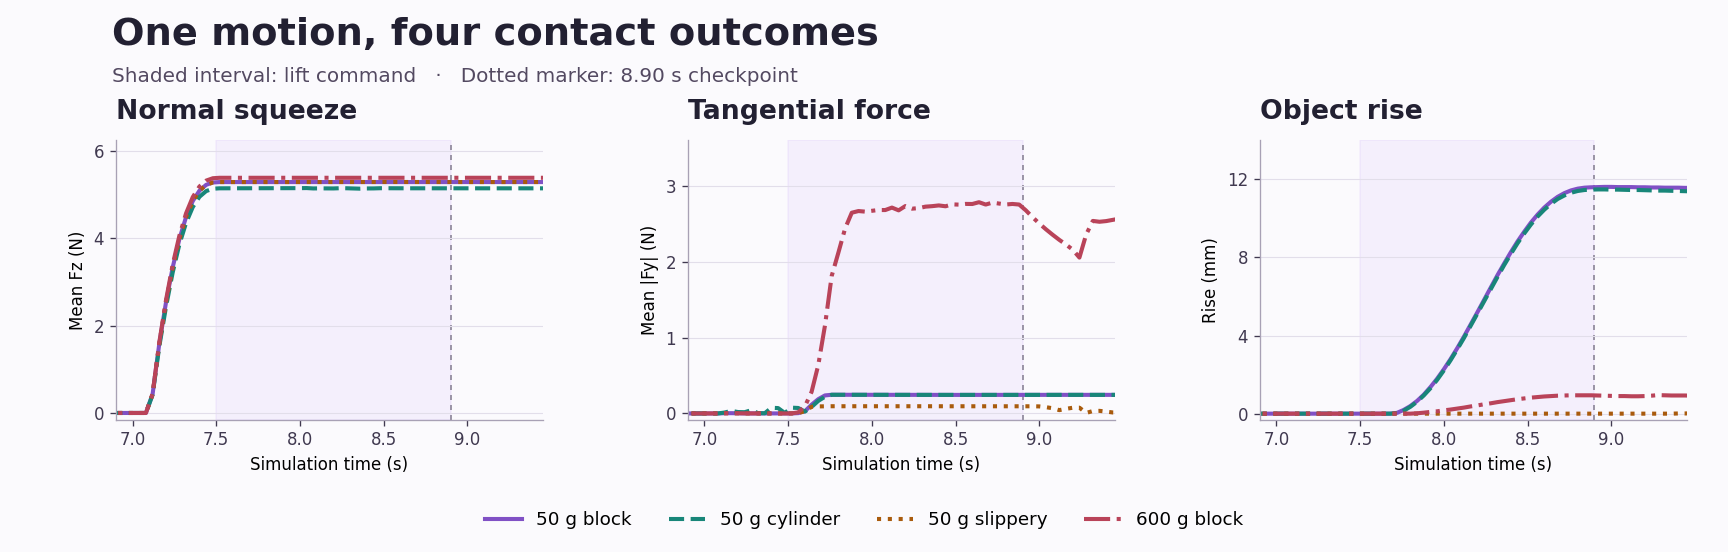 One motion, four contact outcomes
Shaded interval: lift command · Dotted marker: 8.90 s checkpoint
Normal squeeze
Mean Fz (N)
6
4
2
0
7.0 7.5 8.0 8.5 9.0
Simulation time (s)
Tangential force
Mean |Fy| (N)
3
2
1
0
7.0 7.5 8.0 8.5 9.0
Simulation time (s)
Object rise
Rise (mm)
12
8
4
0
7.0 7.5 8.0 8.5 9.0
Simulation time (s)
50 g block 50 g cylinder 50 g slippery 600 g block